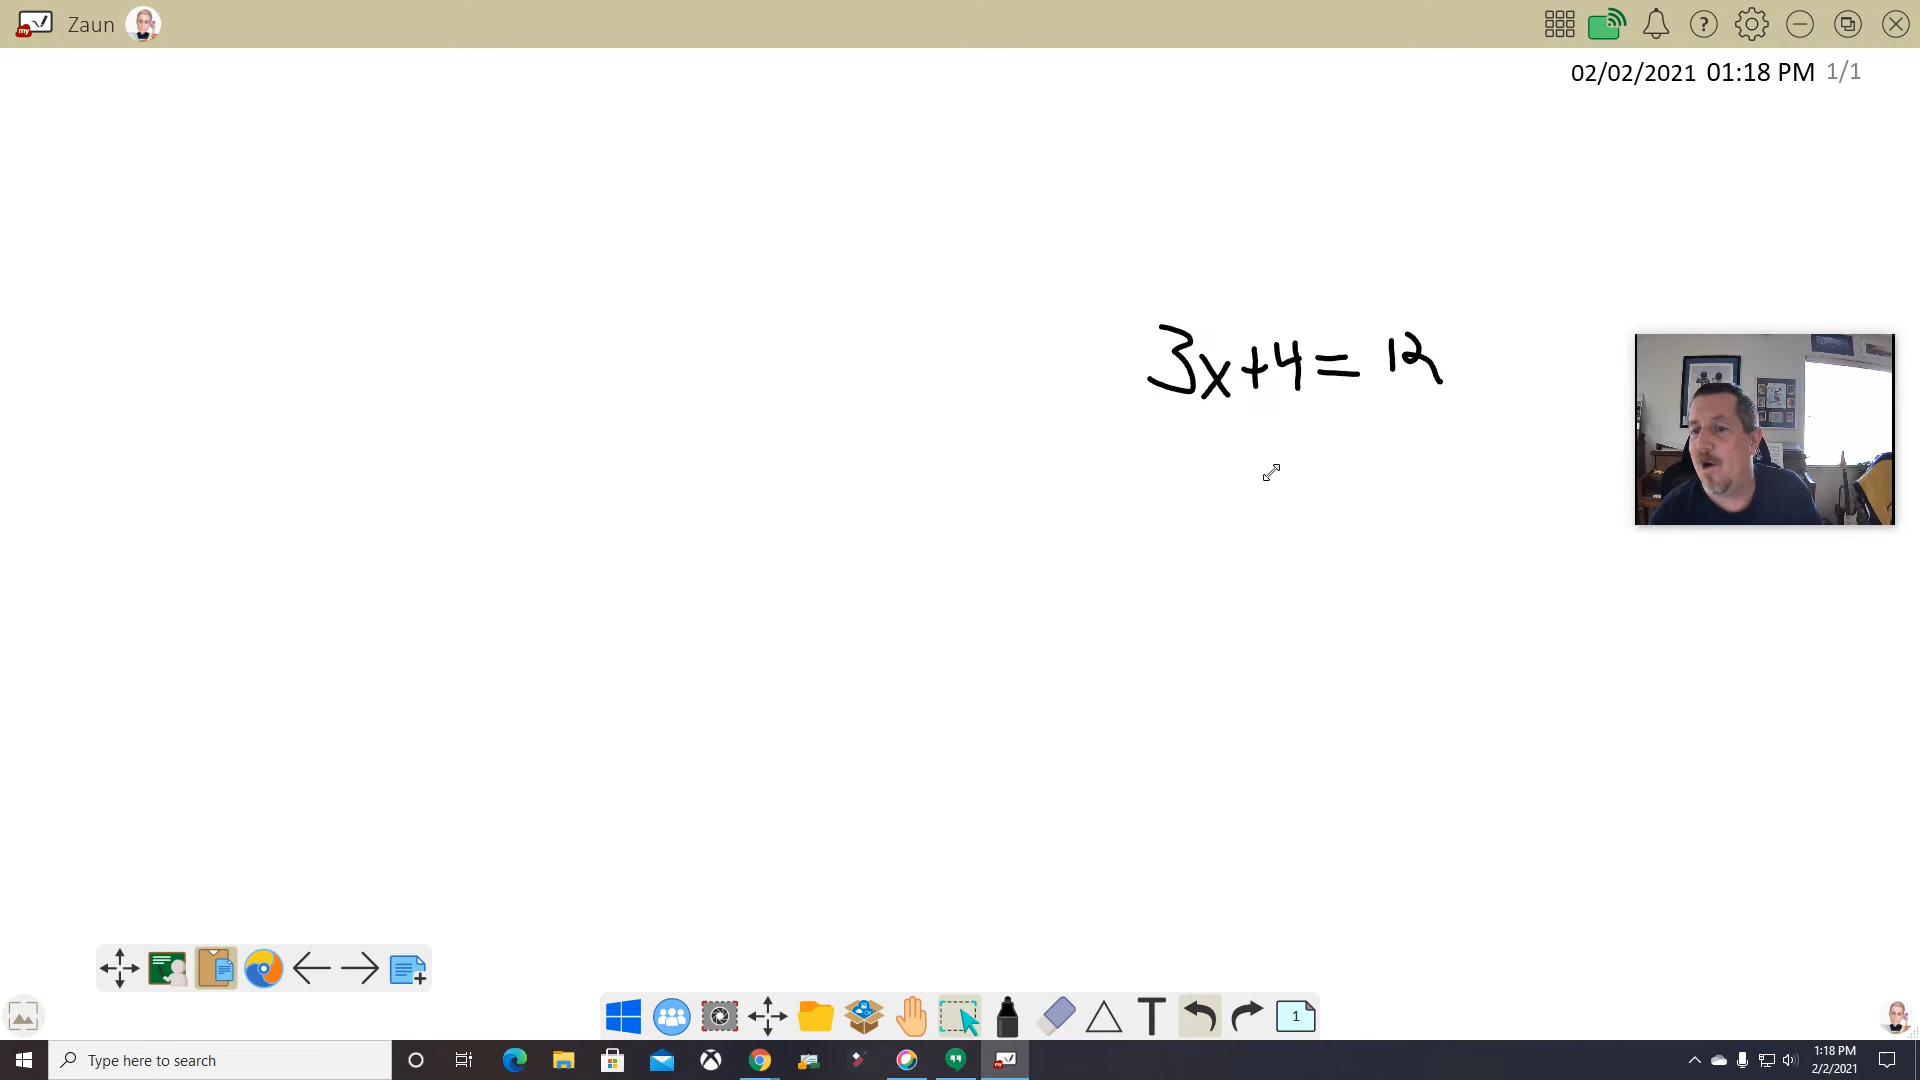 Zaun
02/02/2021 01:18 PM 1/1
3x+4=12
1
Type here to search
1:18 PM
2/2/2021